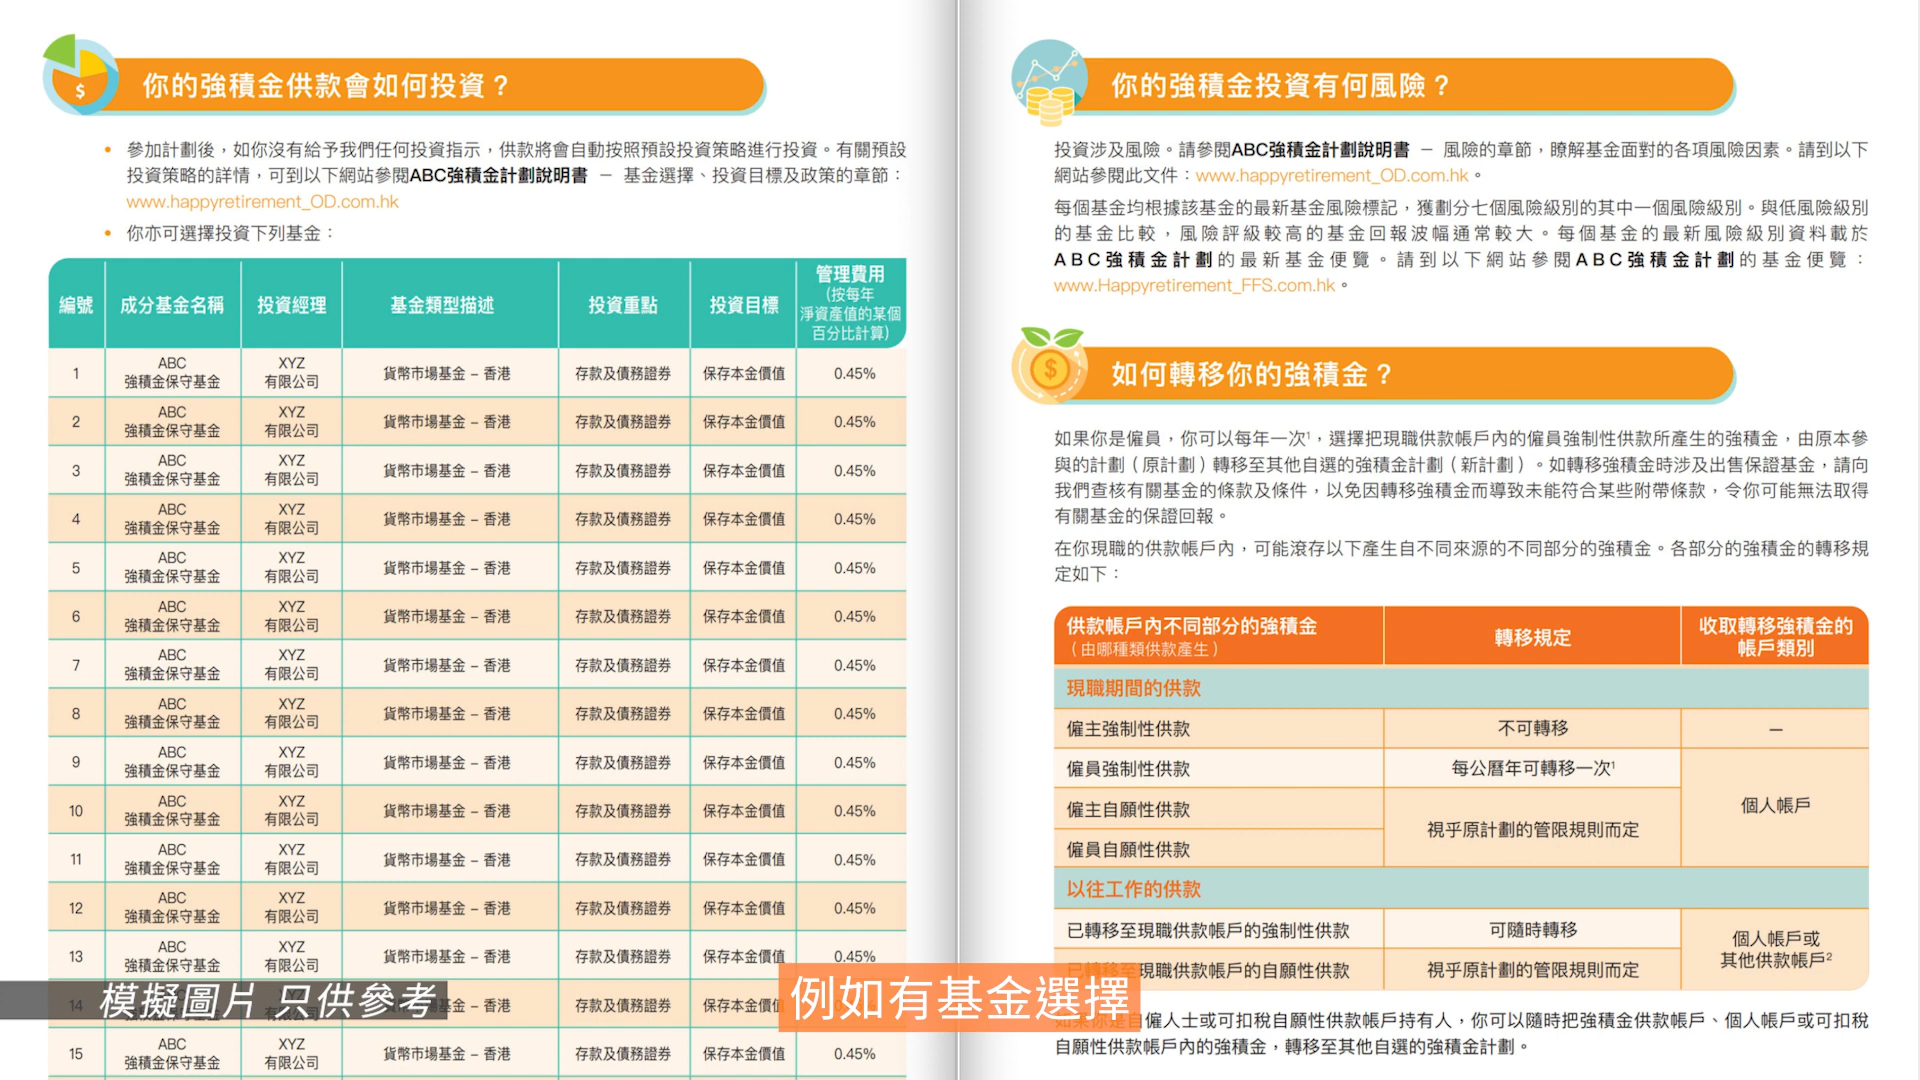 你的強積金供款會如何投資？
• 參加計劃後，如你沒有給予我們任何投資指示，供款將會自動按照預設投資策略進行投資。有關預設
投資策略的詳情，可到以下網站參閱ABC強積金計劃說明書 － 基金選擇、投資目標及政策的章節：
www.happyretirement_OD.com.hk
• 你亦可選擇投資下列基金：
編號 成分基金名稱 投資經理 基金類型描述 投資重點 投資目標 管理費用
（按每年
淨資產值的某個
百分比計算）
1 ABC 強積金保守基金 XYZ 有限公司 貨幣市場基金 – 香港 存款及債務證券 保存本金價值 0.45%
2 ABC 強積金保守基金 XYZ 有限公司 貨幣市場基金 – 香港 存款及債務證券 保存本金價值 0.45%
3 ABC 強積金保守基金 XYZ 有限公司 貨幣市場基金 – 香港 存款及債務證券 保存本金價值 0.45%
4 ABC 強積金保守基金 XYZ 有限公司 貨幣市場基金 – 香港 存款及債務證券 保存本金價值 0.45%
5 ABC 強積金保守基金 XYZ 有限公司 貨幣市場基金 – 香港 存款及債務證券 保存本金價值 0.45%
6 ABC 強積金保守基金 XYZ 有限公司 貨幣市場基金 – 香港 存款及債務證券 保存本金價值 0.45%
7 ABC 強積金保守基金 XYZ 有限公司 貨幣市場基金 – 香港 存款及債務證券 保存本金價值 0.45%
8 ABC 強積金保守基金 XYZ 有限公司 貨幣市場基金 – 香港 存款及債務證券 保存本金價值 0.45%
9 ABC 強積金保守基金 XYZ 有限公司 貨幣市場基金 – 香港 存款及債務證券 保存本金價值 0.45%
10 ABC 強積金保守基金 XYZ 有限公司 貨幣市場基金 – 香港 存款及債務證券 保存本金價值 0.45%
11 ABC 強積金保守基金 XYZ 有限公司 貨幣市場基金 – 香港 存款及債務證券 保存本金價值 0.45%
12 ABC 強積金保守基金 XYZ 有限公司 貨幣市場基金 – 香港 存款及債務證券 保存本金價值 0.45%
13 ABC 強積金保守基金 XYZ 有限公司 貨幣市場基金 – 香港 存款及債務證券 保存本金價值 0.45%
14 基金 – 香港 存款及債務證券 保存本金價
15 ABC 強積金保守基金 XYZ 有限公司 貨幣市場基金 – 香港 存款及債務證券 保存本金價值 0.45%
模擬圖片 只供參考
例如有基金選擇
你的強積金投資有何風險？
投資涉及風險。請參閱ABC強積金計劃說明書 － 風險的章節，瞭解基金面對的各項風險因素。請到以下
網站參閱此文件：www.happyretirement_OD.com.hk。
每個基金均根據該基金的最新基金風險標記，獲劃分七個風險級別的其中一個風險級別。與低風險級別
的基金比較，風險評級較高的基金回報波幅通常較大。每個基金的最新風險級別資料載於
ABC強積金計劃的最新基金便覽。請到以下網站參閱ABC強積金計劃的基金便覽：
www.Happyretirement_FFS.com.hk。
如何轉移你的強積金？
如果你是僱員，你可以每年一次¹，選擇把現職供款帳戶內的僱員強制性供款所產生的強積金，由原本參
與的計劃（原計劃）轉移至其他自選的強積金計劃（新計劃）。如轉移強積金時涉及出售保證基金，請向
我們查核有關基金的條款及條件，以免因轉移強積金而導致未能符合某些附帶條款，令你可能無法取得
有關基金的保證回報。
在你現職的供款帳戶內，可能滾存以下產生自不同來源的不同部分的強積金。各部分的強積金的轉移規
定如下：
供款帳戶內不同部分的強積金
（由哪種類供款產生）
轉移規定
收取轉移強積金的
帳戶類別
現職期間的供款
僱主強制性供款 不可轉移 —
僱員強制性供款 每公曆年可轉移一次¹
個人帳戶
僱主自願性供款
視乎原計劃的管限規則而定
僱員自願性供款
以往工作的供款
已轉移至現職供款帳戶的強制性供款 可隨時轉移
個人帳戶或
其他供款帳戶²
已轉移至現職供款帳戶的自願性供款 視乎原計劃的管限規則而定
如果你是自僱人士或可扣稅自願性供款帳戶持有人，你可以隨時把強積金供款帳戶、個人帳戶或可扣稅
自願性供款帳戶內的強積金，轉移至其他自選的強積金計劃。